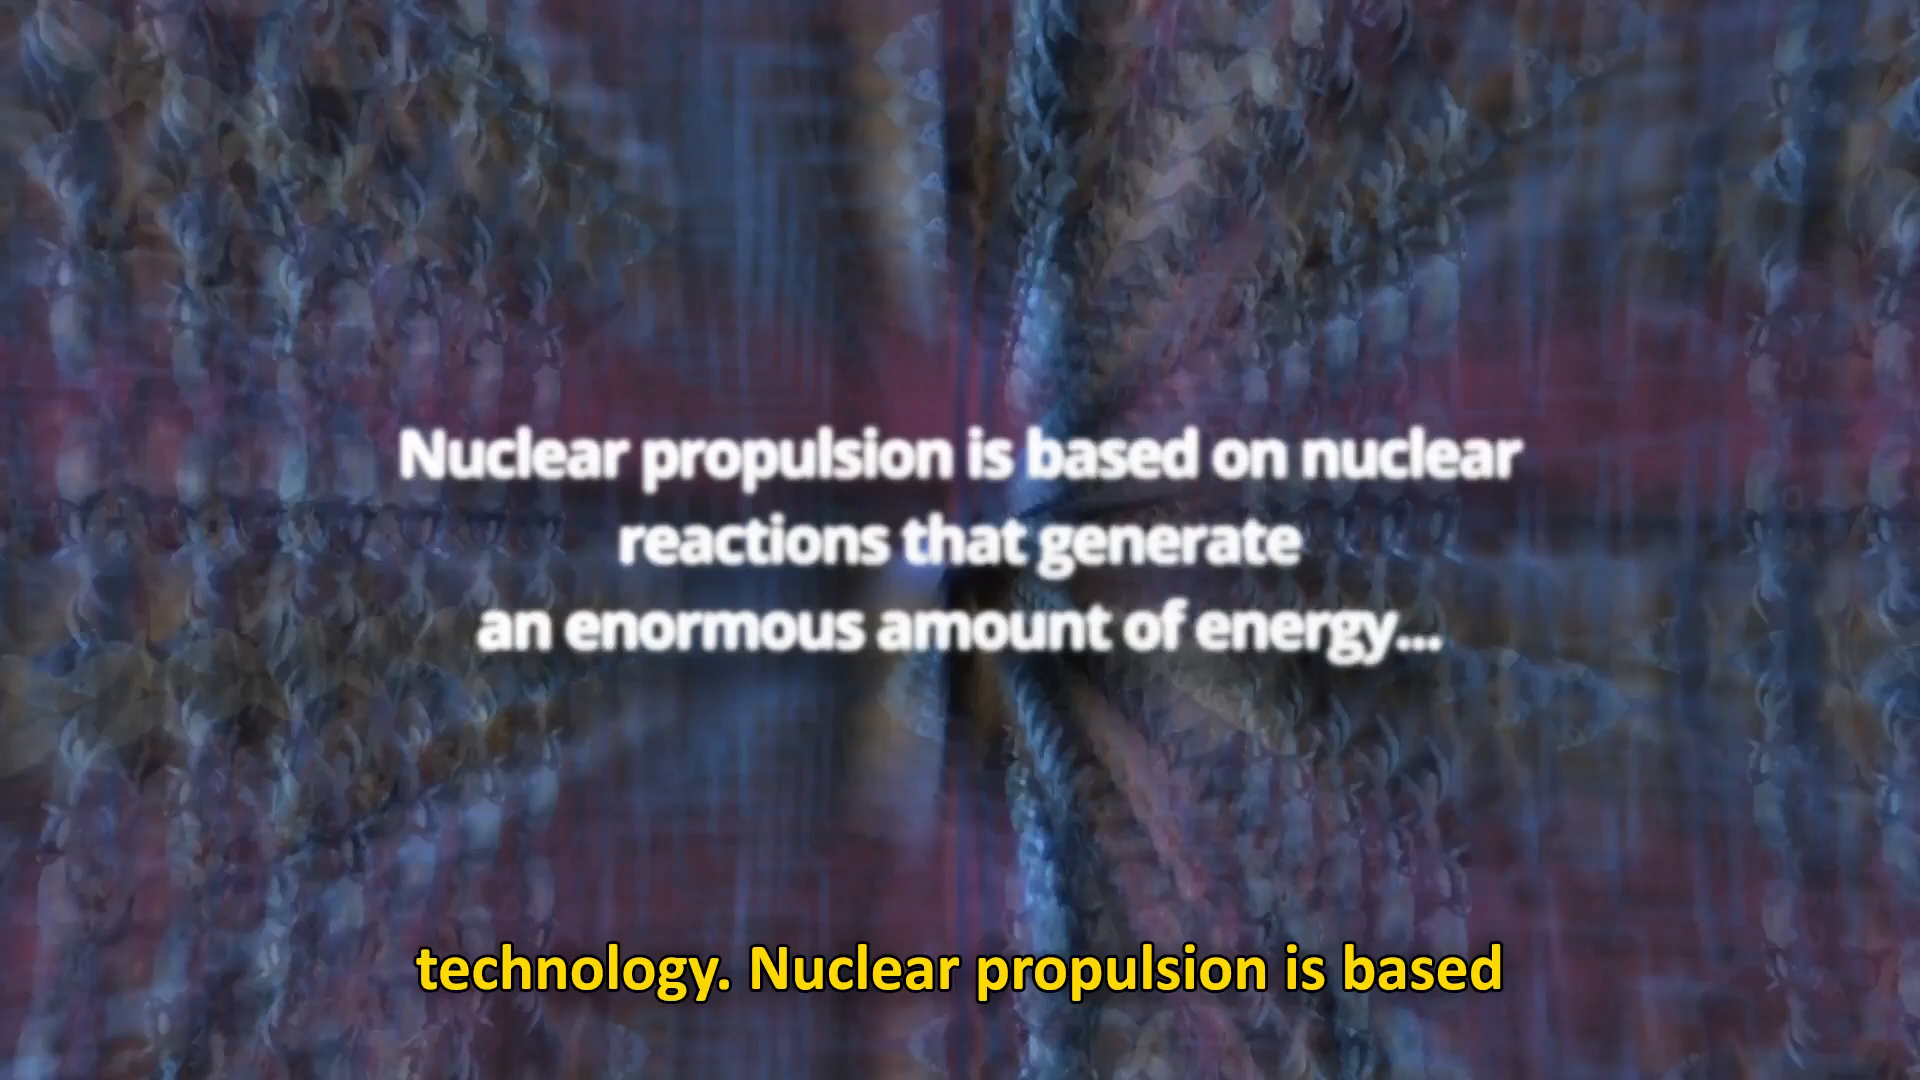 Nuclear propulsion is based on nuclear
reactions that generate
an enormous amount of energy...
technology. Nuclear propulsion is based